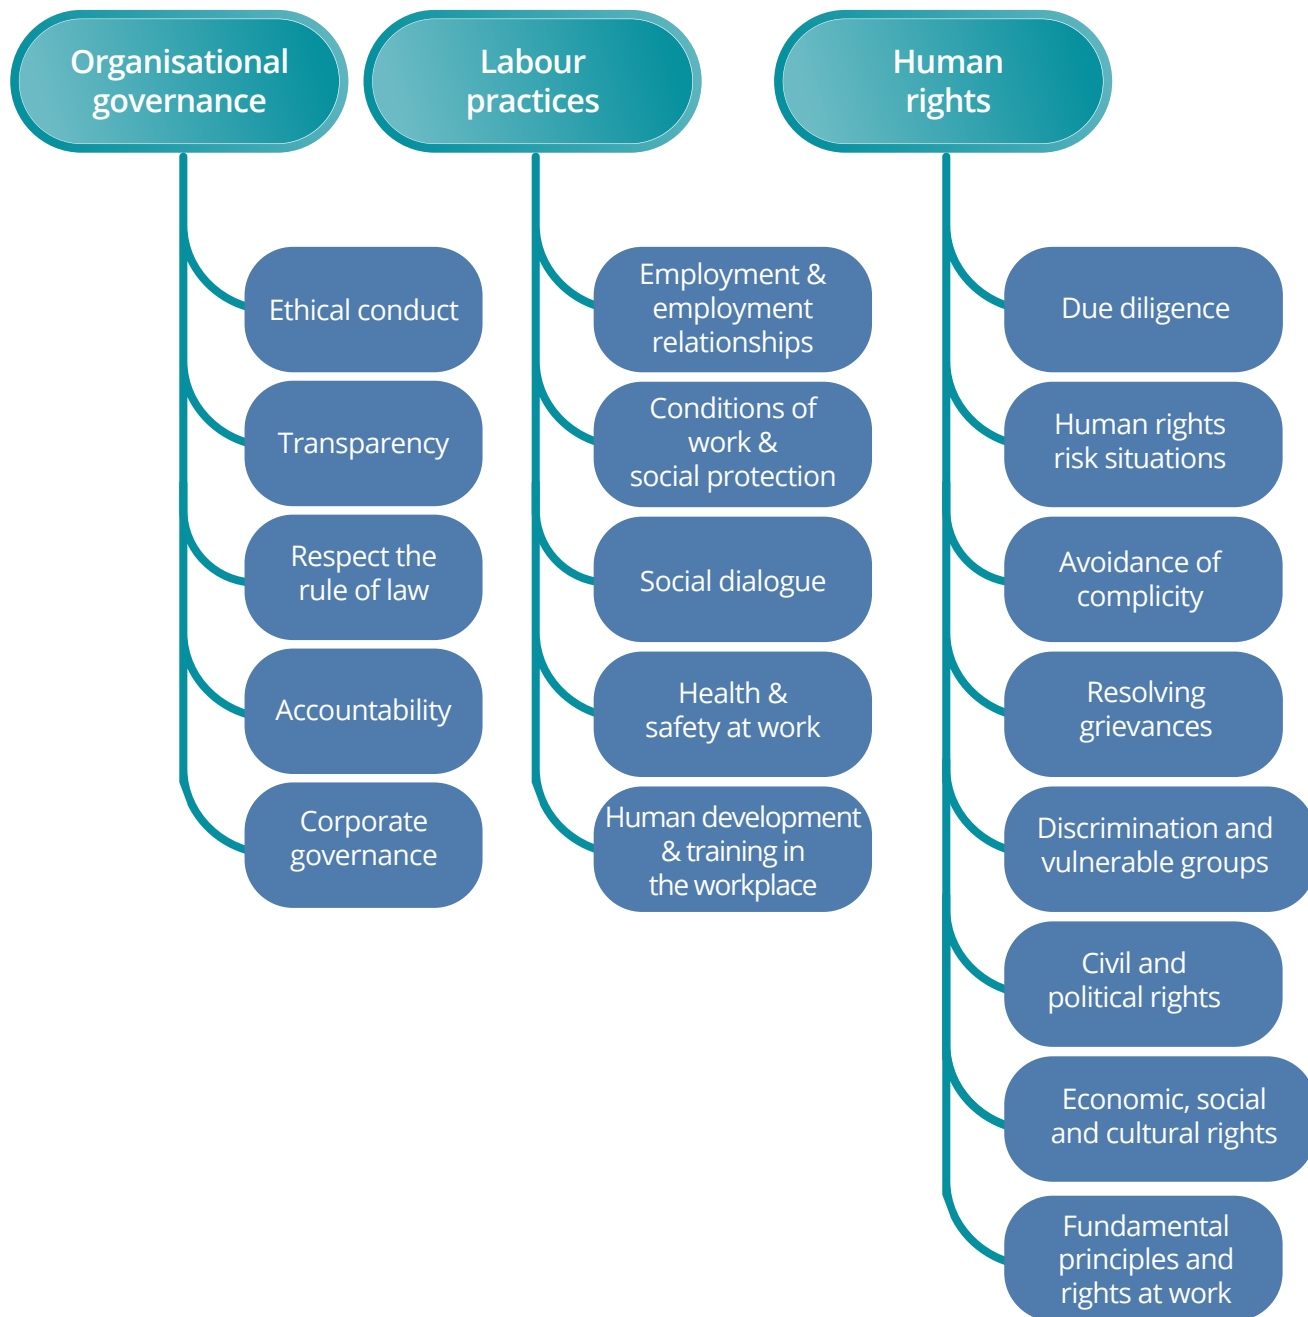 Organisational
governance
Ethical conduct
Transparency
Respect the
rule of law
Accountability
Corporate
governance
Labour
practices
Employment &
employment
relationships
Conditions of
work &
social protection
Social dialogue
Health &
safety at work
Human development
& training in
the workplace
Human
rights
Due diligence
Human rights
risk situations
Avoidance of
complicity
Resolving
grievances
Discrimination and
vulnerable groups
Civil and
political rights
Economic, social
and cultural rights
Fundamental
principles and
rights at work